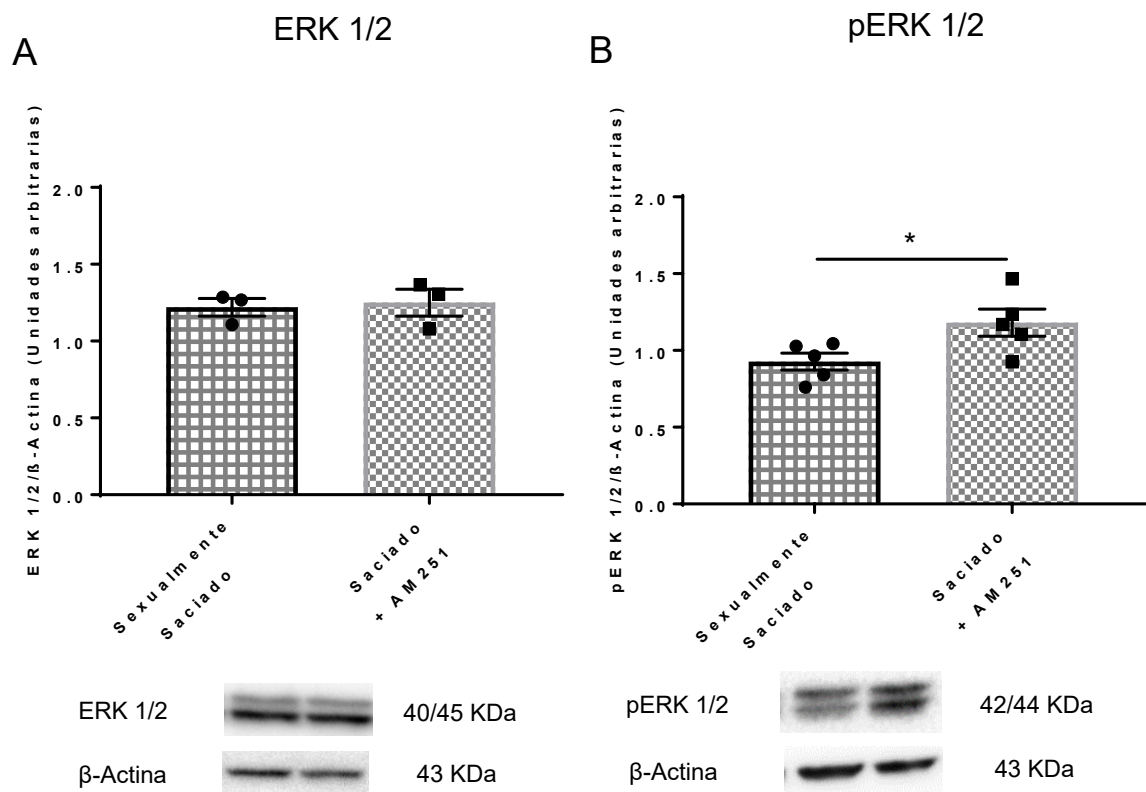 ERK 1/2
A
ERK 1/2/ß-Actina (Unidades arbitrarias)
2.0
1.5
1.0
0.5
0.0
Sexualmente
Saciado
Saciado
+ AM251
ERK 1/2
40/45 KDa
β-Actina
43 KDa
pERK 1/2
B
pERK 1/2/ß-Actina (Unidades arbitrarias)
2.0
1.5
1.0
0.5
0.0
*
Sexualmente
Saciado
Saciado
+ AM251
pERK 1/2
42/44 KDa
β-Actina
43 KDa